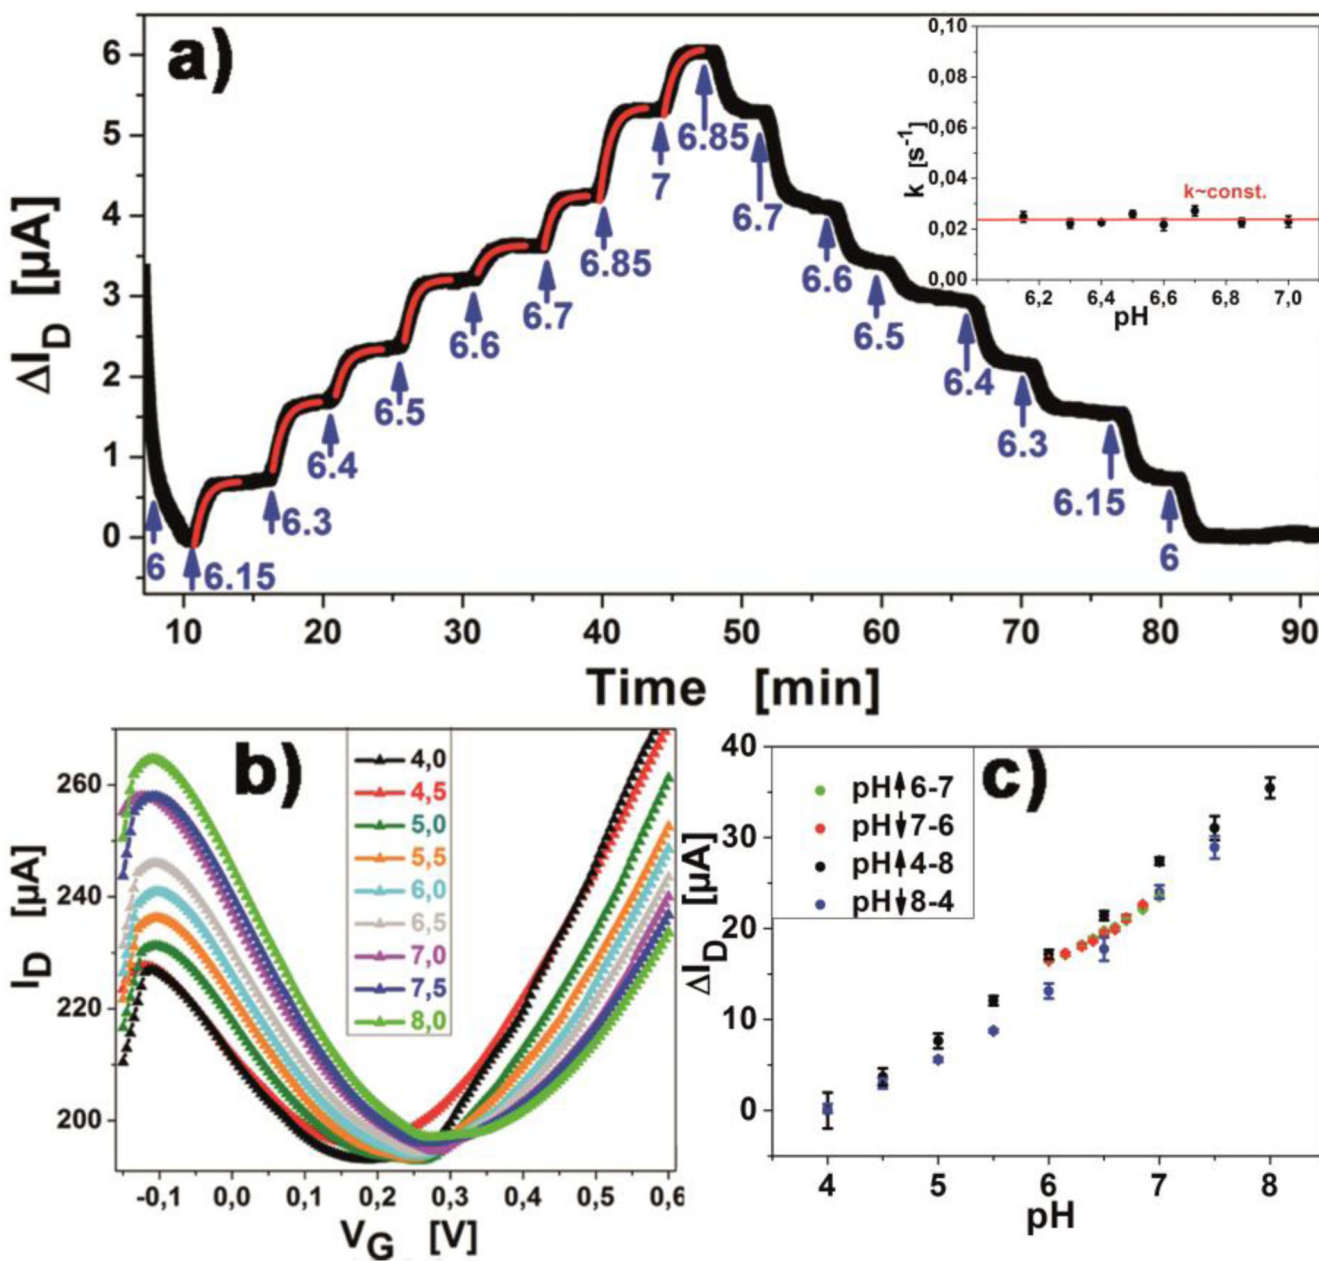 a)
ΔI_D [µA]
6
5
4
3
2
1
0
6
6.15
6.3
6.4
6.5
6.6
6.7
6.85
7
6.85
6.7
6.6
6.5
6.4
6.3
6.15
6
10 20 30 40 50 60 70 80 90
Time [min]
k [s⁻¹]
0,10
0,08
0,06
0,04
0,02
0,00
k~const.
6,2 6,4 6,6 6,8 7,0
pH
b)
I_D [µA]
260
240
220
200
4,0
4,5
5,0
5,5
6,0
6,5
7,0
7,5
8,0
-0,1 0,0 0,1 0,2 0,3 0,4 0,5 0,6
V_G [V]
c)
ΔI_D [µA]
40
30
20
10
0
pH↑6-7
pH↓7-6
pH↑4-8
pH↓8-4
4 5 6 7 8
pH